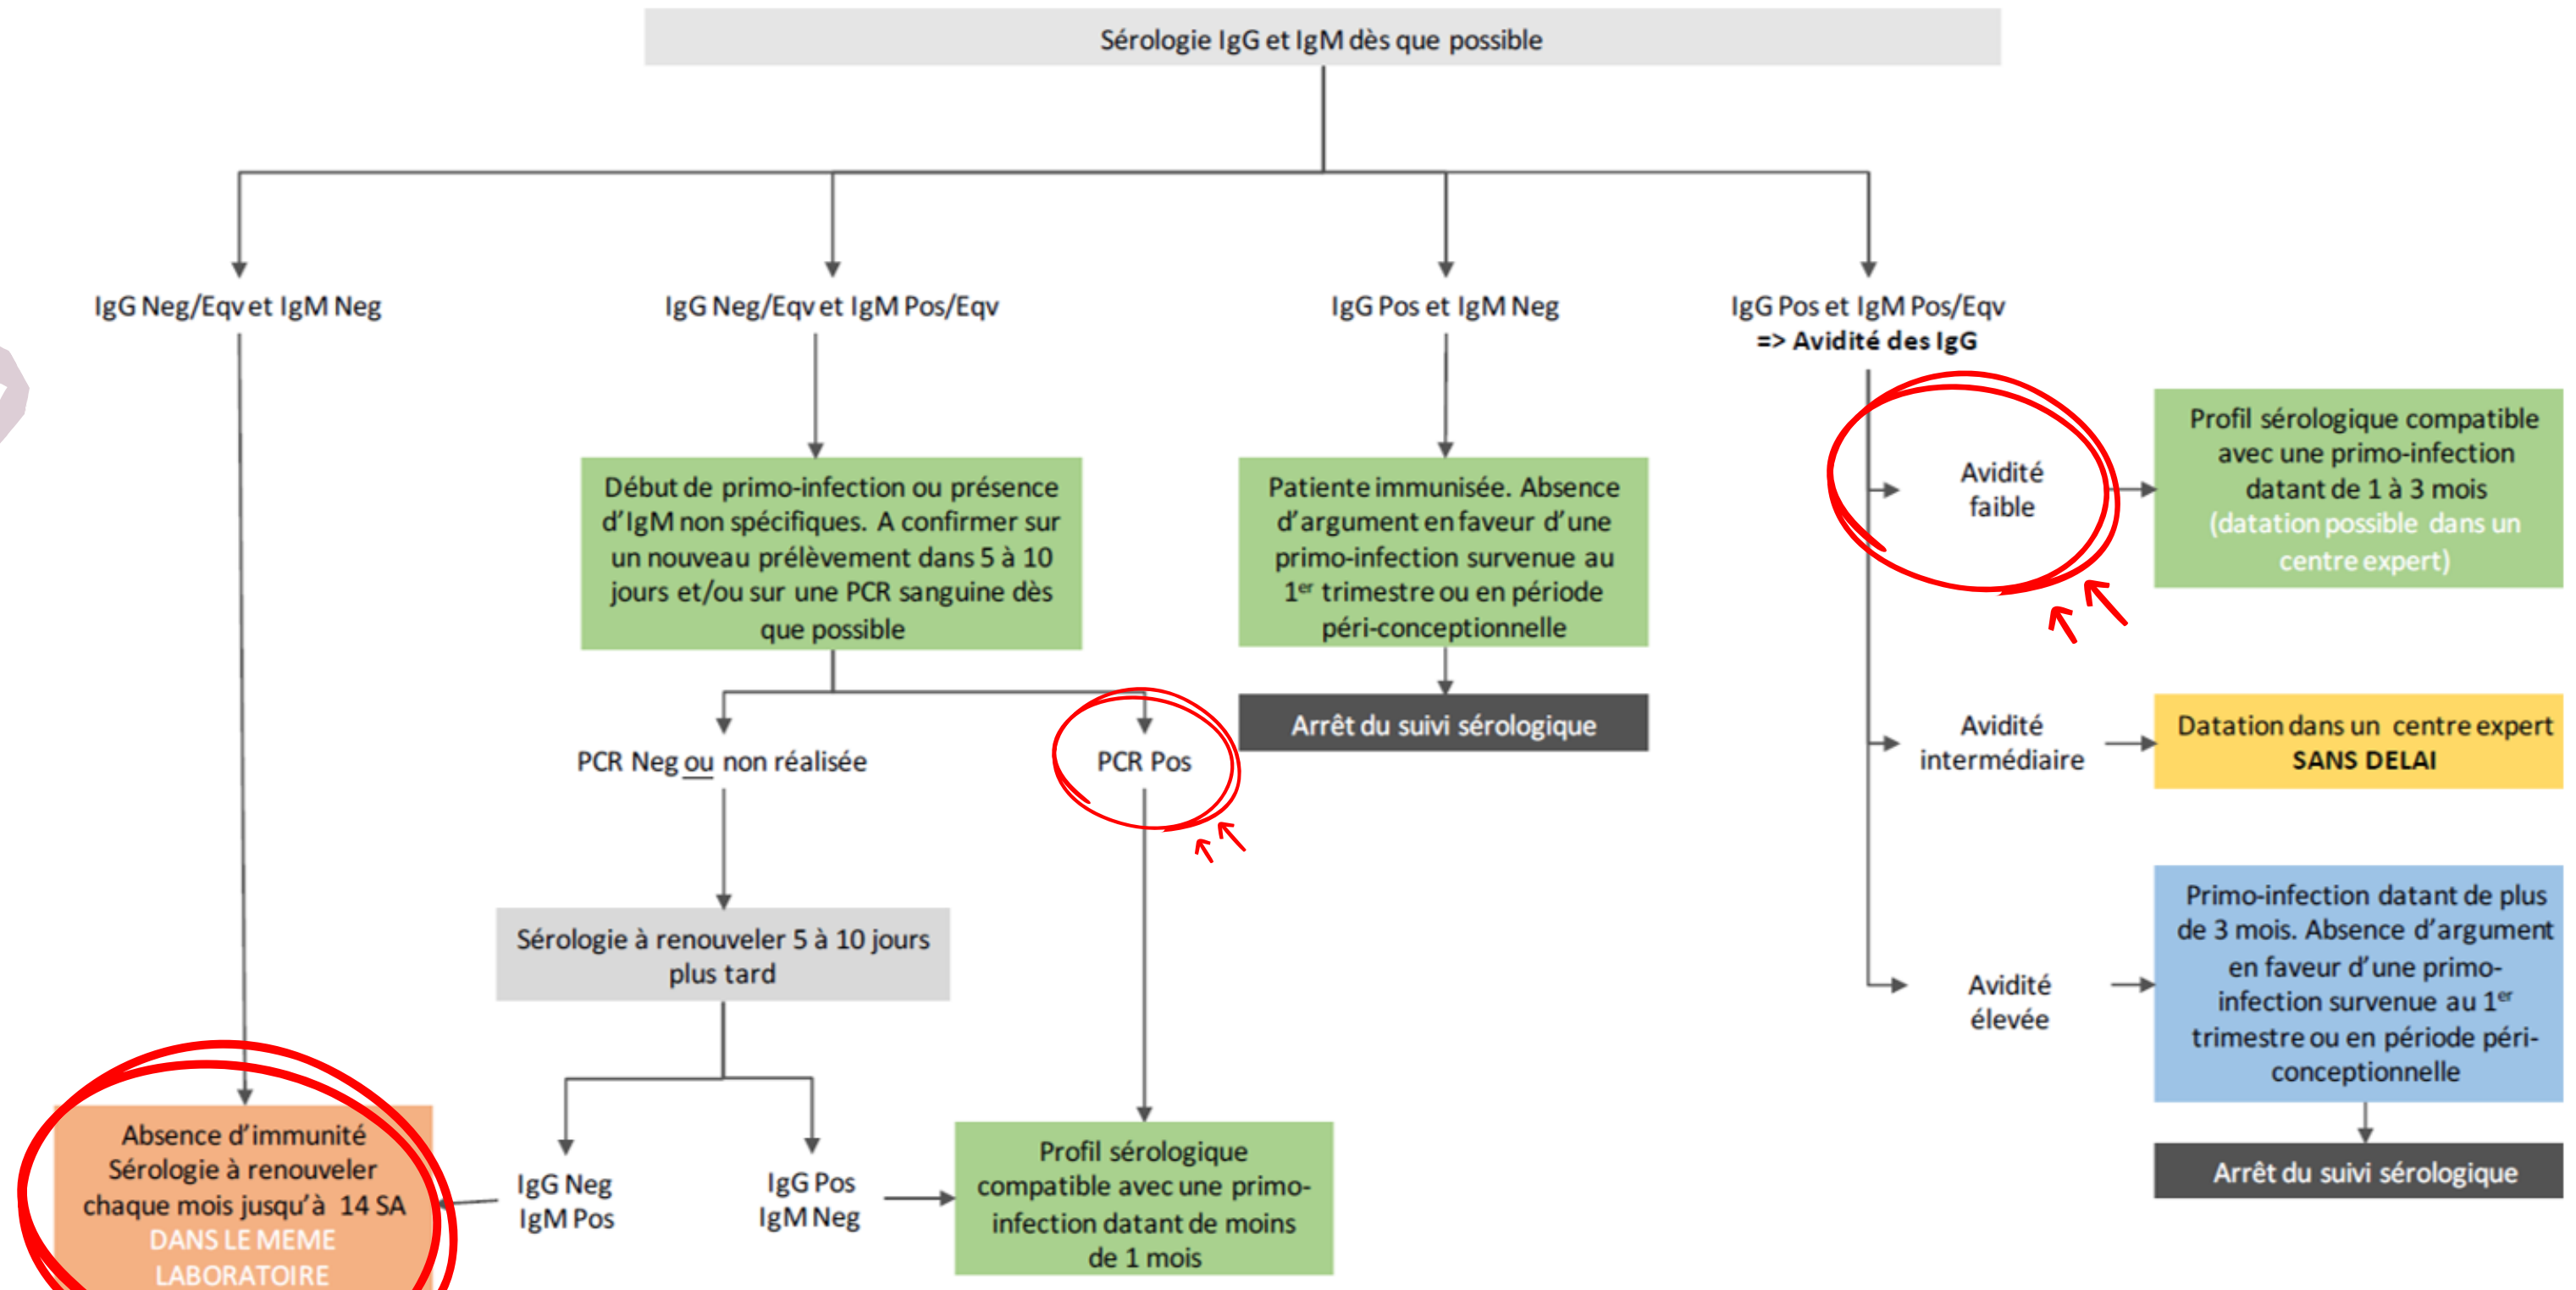 Sérologie IgG et IgM dès que possible
IgG Neg/Eqv et IgM Neg
IgG Neg/Eqv et IgM Pos/Eqv
IgG Pos et IgM Neg
IgG Pos et IgM Pos/Eqv
=> Avidité des IgG
Début de primo-infection ou présence
d'IgM non spécifiques. A confirmer sur
un nouveau prélèvement dans 5 à 10
jours et/ou sur une PCR sanguine dès
que possible
Patiente immunisée. Absence
d'argument en faveur d'une
primo-infection survenue au
1er trimestre ou en période
péri-conceptionnelle
Avidité
faible
Profil sérologique compatible
avec une primo-infection
datant de 1 à 3 mois
(datation possible dans un
centre expert)
PCR Neg ou non réalisée
PCR Pos
Arrêt du suivi sérologique
Avidité
intermédiaire
Datation dans un centre expert
SANS DELAI
Sérologie à renouveler 5 à 10 jours
plus tard
Avidité
élevée
Primo-infection datant de plus
de 3 mois. Absence d'argument
en faveur d'une primo-
infection survenue au 1er
trimestre ou en période péri-
conceptionnelle
Arrêt du suivi sérologique
Absence d'immunité
Sérologie à renouveler
chaque mois jusqu'à 14 SA
DANS LE MEME
LABORATOIRE
IgG Neg
IgM Pos
IgG Pos
IgM Neg
Profil sérologique
compatible avec une primo-
infection datant de moins
de 1 mois